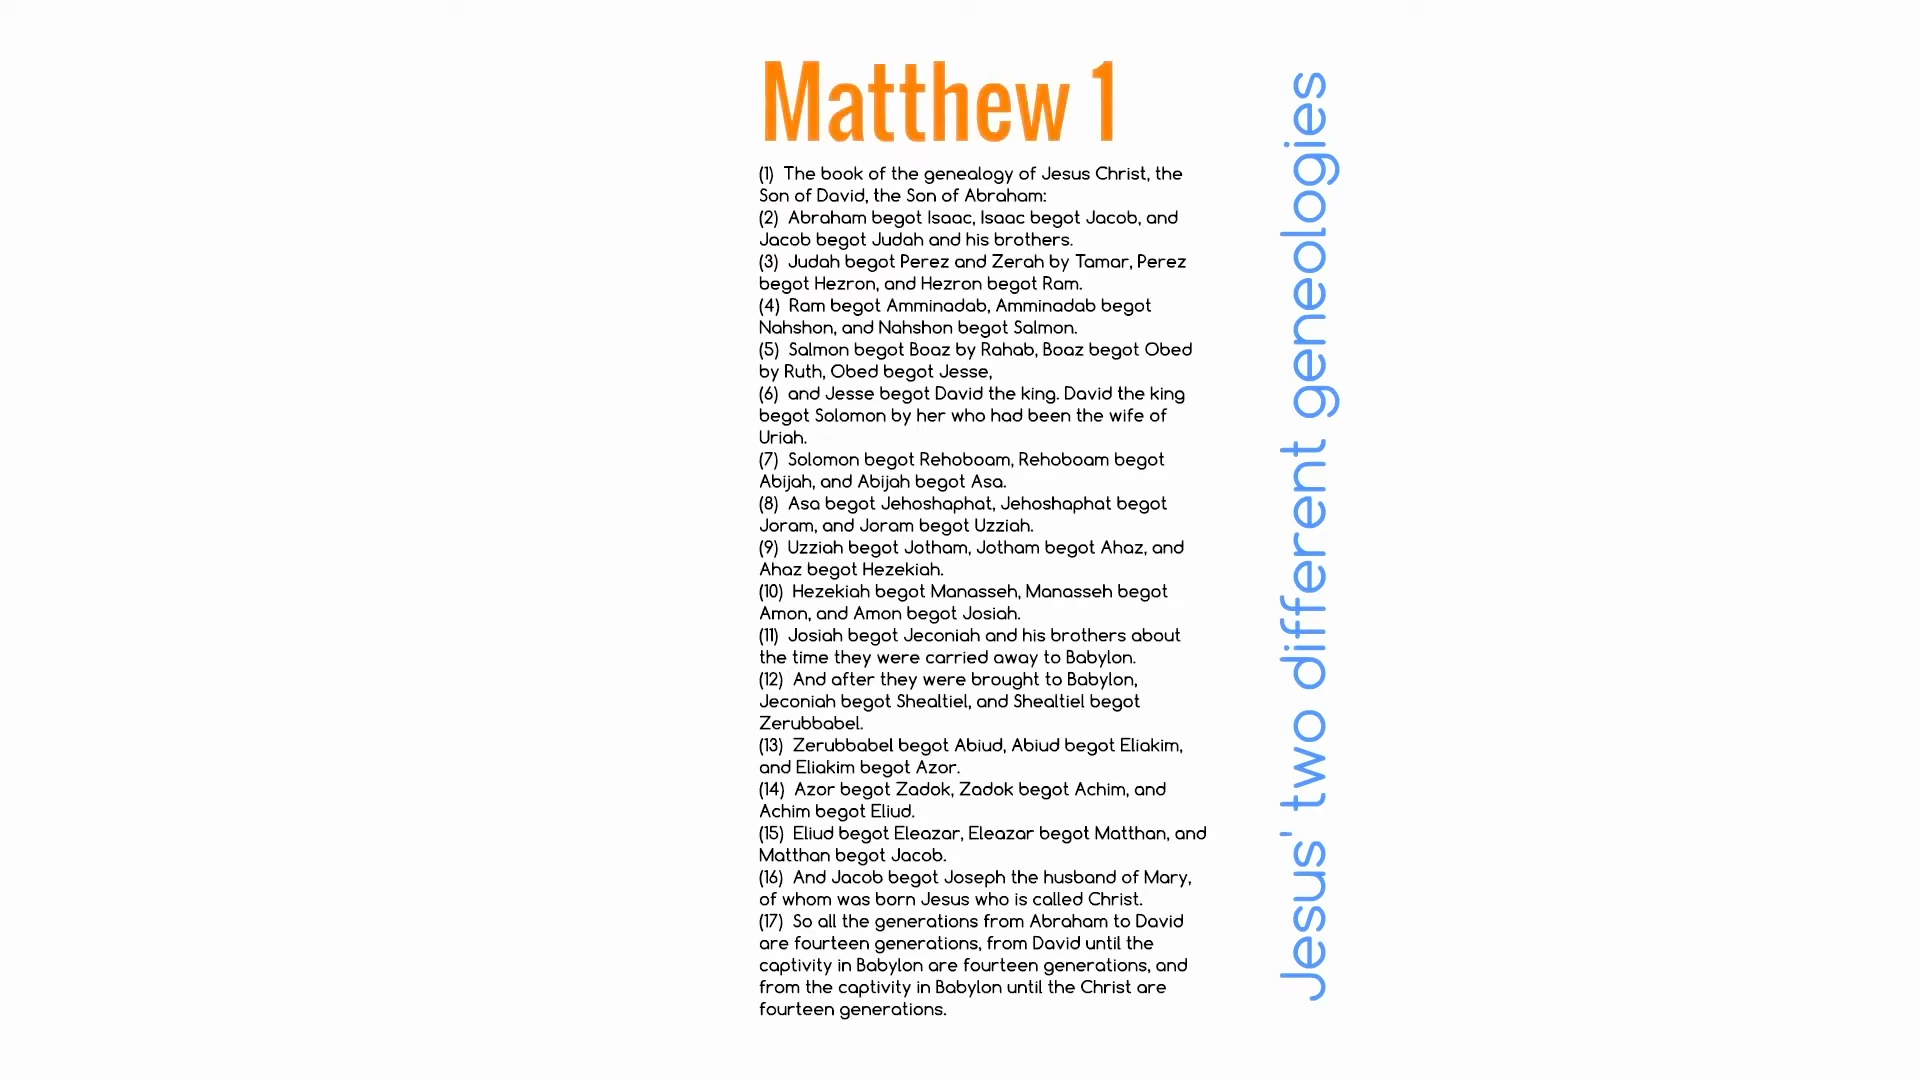 Matthew 1
(1)  The book of the genealogy of Jesus Christ, the
Son of David, the Son of Abraham:
(2)  Abraham begot Isaac, Isaac begot Jacob, and
Jacob begot Judah and his brothers.
(3)  Judah begot Perez and Zerah by Tamar, Perez
begot Hezron, and Hezron begot Ram.
(4)  Ram begot Amminadab, Amminadab begot
Nahshon, and Nahshon begot Salmon.
(5)  Salmon begot Boaz by Rahab, Boaz begot Obed
by Ruth, Obed begot Jesse,
(6)  and Jesse begot David the king. David the king
begot Solomon by her who had been the wife of
Uriah.
(7)  Solomon begot Rehoboam, Rehoboam begot
Abijah, and Abijah begot Asa.
(8)  Asa begot Jehoshaphat, Jehoshaphat begot
Joram, and Joram begot Uzziah.
(9)  Uzziah begot Jotham, Jotham begot Ahaz, and
Ahaz begot Hezekiah.
(10)  Hezekiah begot Manasseh, Manasseh begot
Amon, and Amon begot Josiah.
(11)  Josiah begot Jeconiah and his brothers about
the time they were carried away to Babylon.
(12)  And after they were brought to Babylon,
Jeconiah begot Shealtiel, and Shealtiel begot
Zerubbabel.
(13)  Zerubbabel begot Abiud, Abiud begot Eliakim,
and Eliakim begot Azor.
(14)  Azor begot Zadok, Zadok begot Achim, and
Achim begot Eliud.
(15)  Eliud begot Eleazar, Eleazar begot Matthan, and
Matthan begot Jacob.
(16)  And Jacob begot Joseph the husband of Mary,
of whom was born Jesus who is called Christ.
(17)  So all the generations from Abraham to David
are fourteen generations, from David until the
captivity in Babylon are fourteen generations, and
from the captivity in Babylon until the Christ are
fourteen generations.
Jesus' two different geneologies